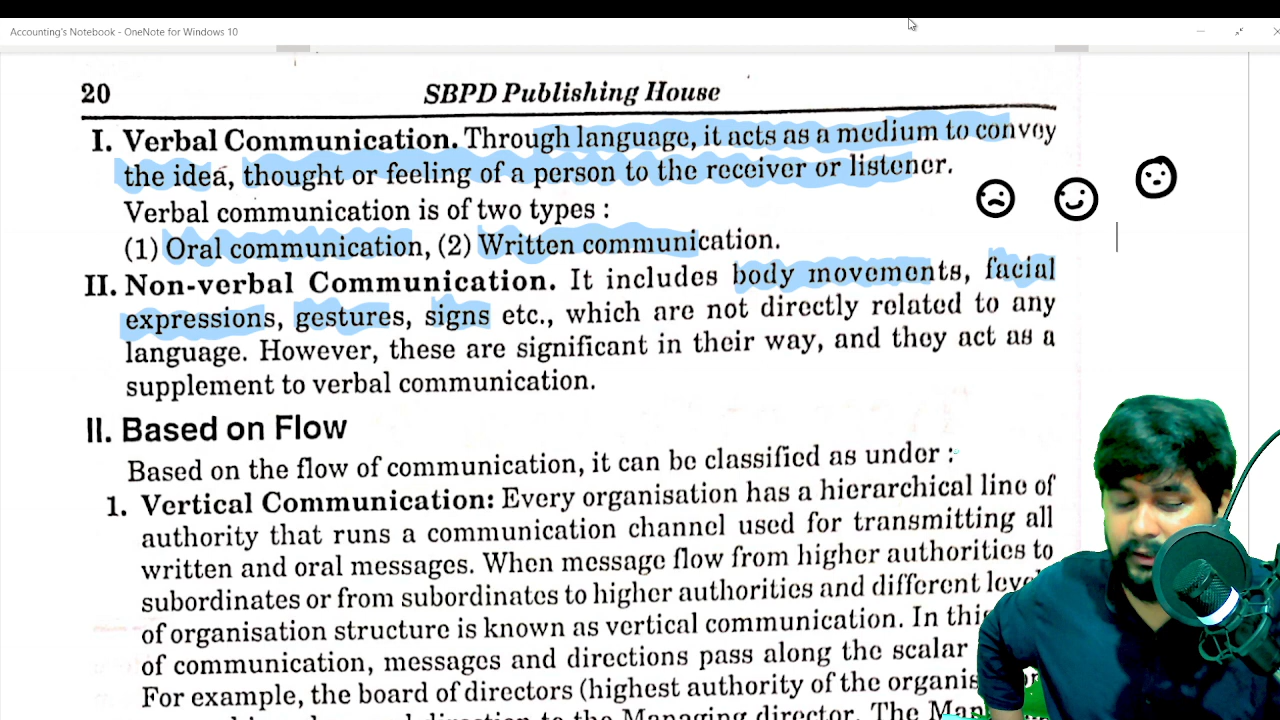 Accounting's Notebook - OneNote for Windows 10
20 SBPD Publishing House
I. Verbal Communication. Through language, it acts as a medium to convey
the idea, thought or feeling of a person to the receiver or listener.
Verbal communication is of two types :
(1) Oral communication, (2) Written communication.
II. Non-verbal Communication. It includes body movements, facial
expressions, gestures, signs etc., which are not directly related to any
language. However, these are significant in their way, and they act as a
supplement to verbal communication.
II. Based on Flow
Based on the flow of communication, it can be classified as under :
1. Vertical Communication: Every organisation has a hierarchical line of
authority that runs a communication channel used for transmitting all
written and oral messages. When message flow from higher authorities to
subordinates or from subordinates to higher authorities and different
of organisation structure is known as vertical communication. In
of communication, messages and directions pass along the scalar
For example, the board of directors (highest authority of the
direction to the Managing director. The